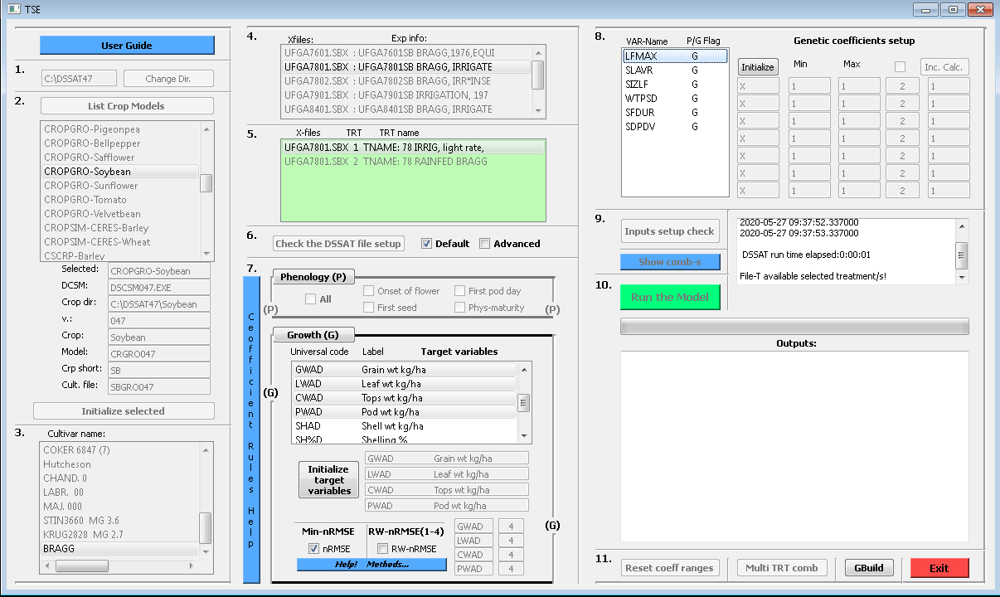 TSE
User Guide
1.
C:\DSSAT47
Change Dir.
2.
List Crop Models
CROPGRO-Pigeonpea
CROPGRO-Bellpepper
CROPGRO-Safflower
CROPGRO-Soybean
CROPGRO-Sunflower
CROPGRO-Tomato
CROPGRO-Velvetbean
CROPSIM-CERES-Barley
CROPSIM-CERES-Wheat
CSCRP-Barley
Selected: CROPGRO-Soybean
DCSM: DSCSM047.EXE
Crop dir: C:\DSSAT47\Soybean
v.: 047
Crop: Soybean
Model: CRGRO047
Crp short: SB
Cult. file: SBGRO047
Initialize selected
3. Cultivar name:
COKER 6847 (7)
Hutcheson
CHAND. 0
LABR. 00
MAJ. 000
STIN3660 MG 3.6
KRUG2828 MG 2.7
BRAGG
4. Xfiiles: Exp info:
UFGA7601.SBX : UFGA7601SB BRAGG,1976,EQUI
UFGA7801.SBX : UFGA7801SB BRAGG, IRRIGATE
UFGA7802.SBX : UFGA7802SB BRAGG, IRR*INSE
UFGA7901.SBX : UFGA7901SB IRRIGATION, 197
UFGA8401.SBX : UFGA8401SB BRAGG, IRRIGATE
5. X-files TRT TRT name
UFGA7801.SBX 1 TNAME: 78 IRRIG, light rate,
UFGA7801.SBX 2 TNAME: 78 RAINFED BRAGG
6. Check the DSSAT file setup Default Advanced
7.
Ceofficient Rules Help
Phenology (P)
All Onset of flower First pod day
First seed Phys-maturity
(P) (P)
Growth (G)
Universal code Label Target variables
GWAD Grain wt kg/ha
LWAD Leaf wt kg/ha
CWAD Tops wt kg/ha
PWAD Pod wt kg/ha
SHAD Shell wt kg/ha
SH%D Shelling %
(G)
Initialize target variables
GWAD Grain wt kg/ha
LWAD Leaf wt kg/ha
CWAD Tops wt kg/ha
PWAD Pod wt kg/ha
(G)
Min-nRMSE RW-nRMSE(1-4)
nRMSE RW-nRMSE
Help! Methods...
GWAD 4
LWAD 4
CWAD 4
PWAD 4
8. VAR-Name P/G Flag
LFMAX G
SLAVR G
SIZLF G
WTPSD G
SFDUR G
SDPDV G
Genetic coefficients setup
Initialize Min Max Inc. Calc.
X 1 1 2 1
X 1 1 2 1
X 1 1 2 1
X 1 1 2 1
X 1 1 2 1
X 1 1 2 1
X 1 1 2 1
9. Inputs setup check
Show comb-s
2020-05-27 09:37:52.337000
2020-05-27 09:37:53.337000
DSSAT run time elapsed:0:00:01
File-T available selected treatment/s!
10. Run the Model
Outputs:
11. Reset coeff ranges Multi TRT comb GBuild Exit